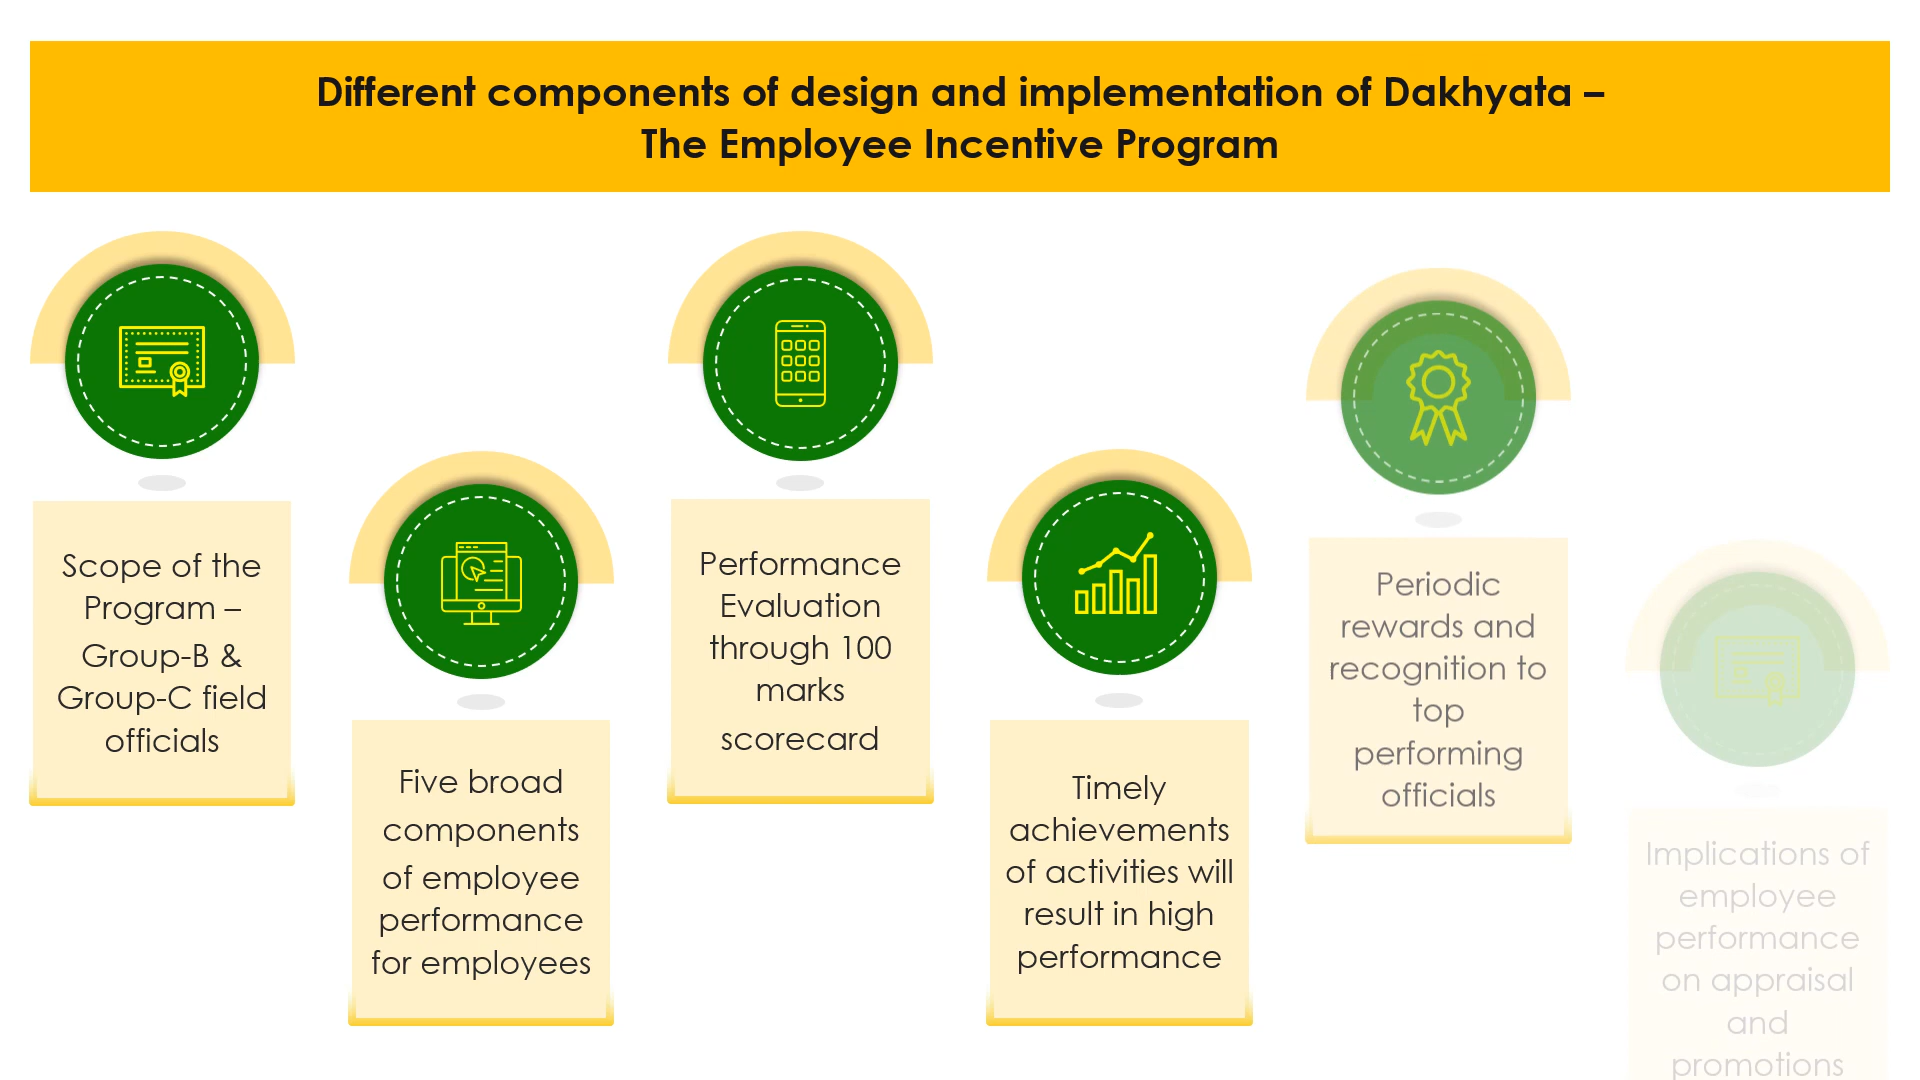 Different components of design and implementation of Dakhyata –
The Employee Incentive Program
Scope of the
Program –
Group-B &
Group-C field
officials
Five broad
components
of employee
performance
for employees
Performance
Evaluation
through 100
marks
scorecard
Timely
achievements
of activities will
result in high
performance
Periodic
rewards and
recognition to
top
performing
officials
Implications of
employee
performance
on appraisal
and
promotions